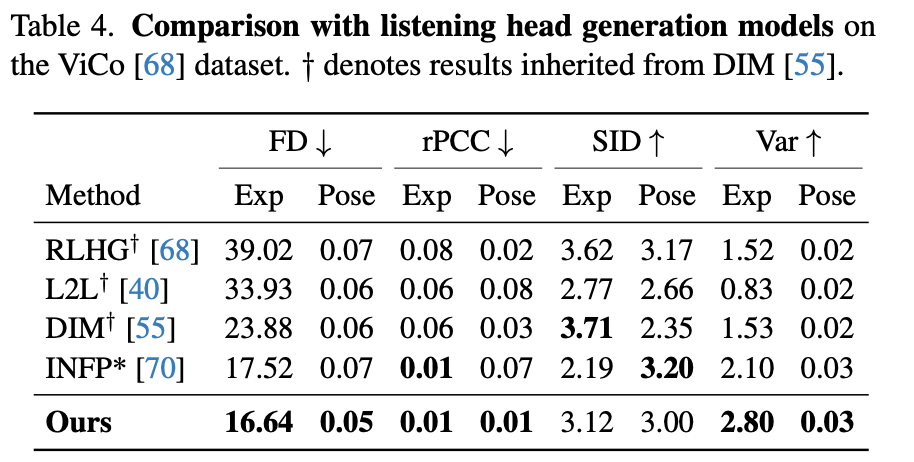 Table 4. Comparison with listening head generation models on
the ViCo [68] dataset. † denotes results inherited from DIM [55].
FD ↓ rPCC ↓ SID ↑ Var ↑
Method Exp Pose Exp Pose Exp Pose Exp Pose
RLHG† [68] 39.02 0.07 0.08 0.02 3.62 3.17 1.52 0.02
L2L† [40] 33.93 0.06 0.06 0.08 2.77 2.66 0.83 0.02
DIM† [55] 23.88 0.06 0.06 0.03 3.71 2.35 1.53 0.02
INFP* [70] 17.52 0.07 0.01 0.07 2.19 3.20 2.10 0.03
Ours 16.64 0.05 0.01 0.01 3.12 3.00 2.80 0.03